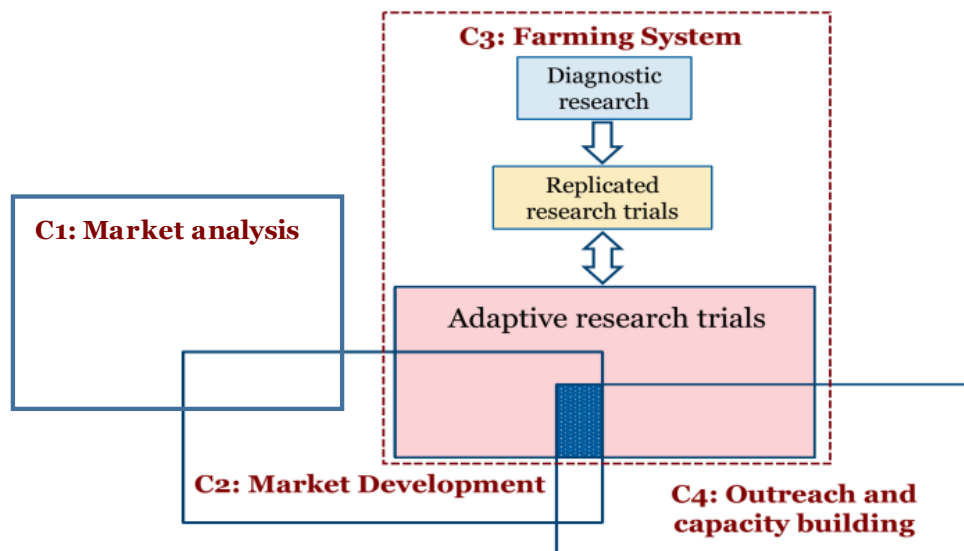 C3: Farming System
Diagnostic
research
Replicated
research trials
C1: Market analysis
Adaptive research trials
C2: Market Development
C4: Outreach and
capacity building